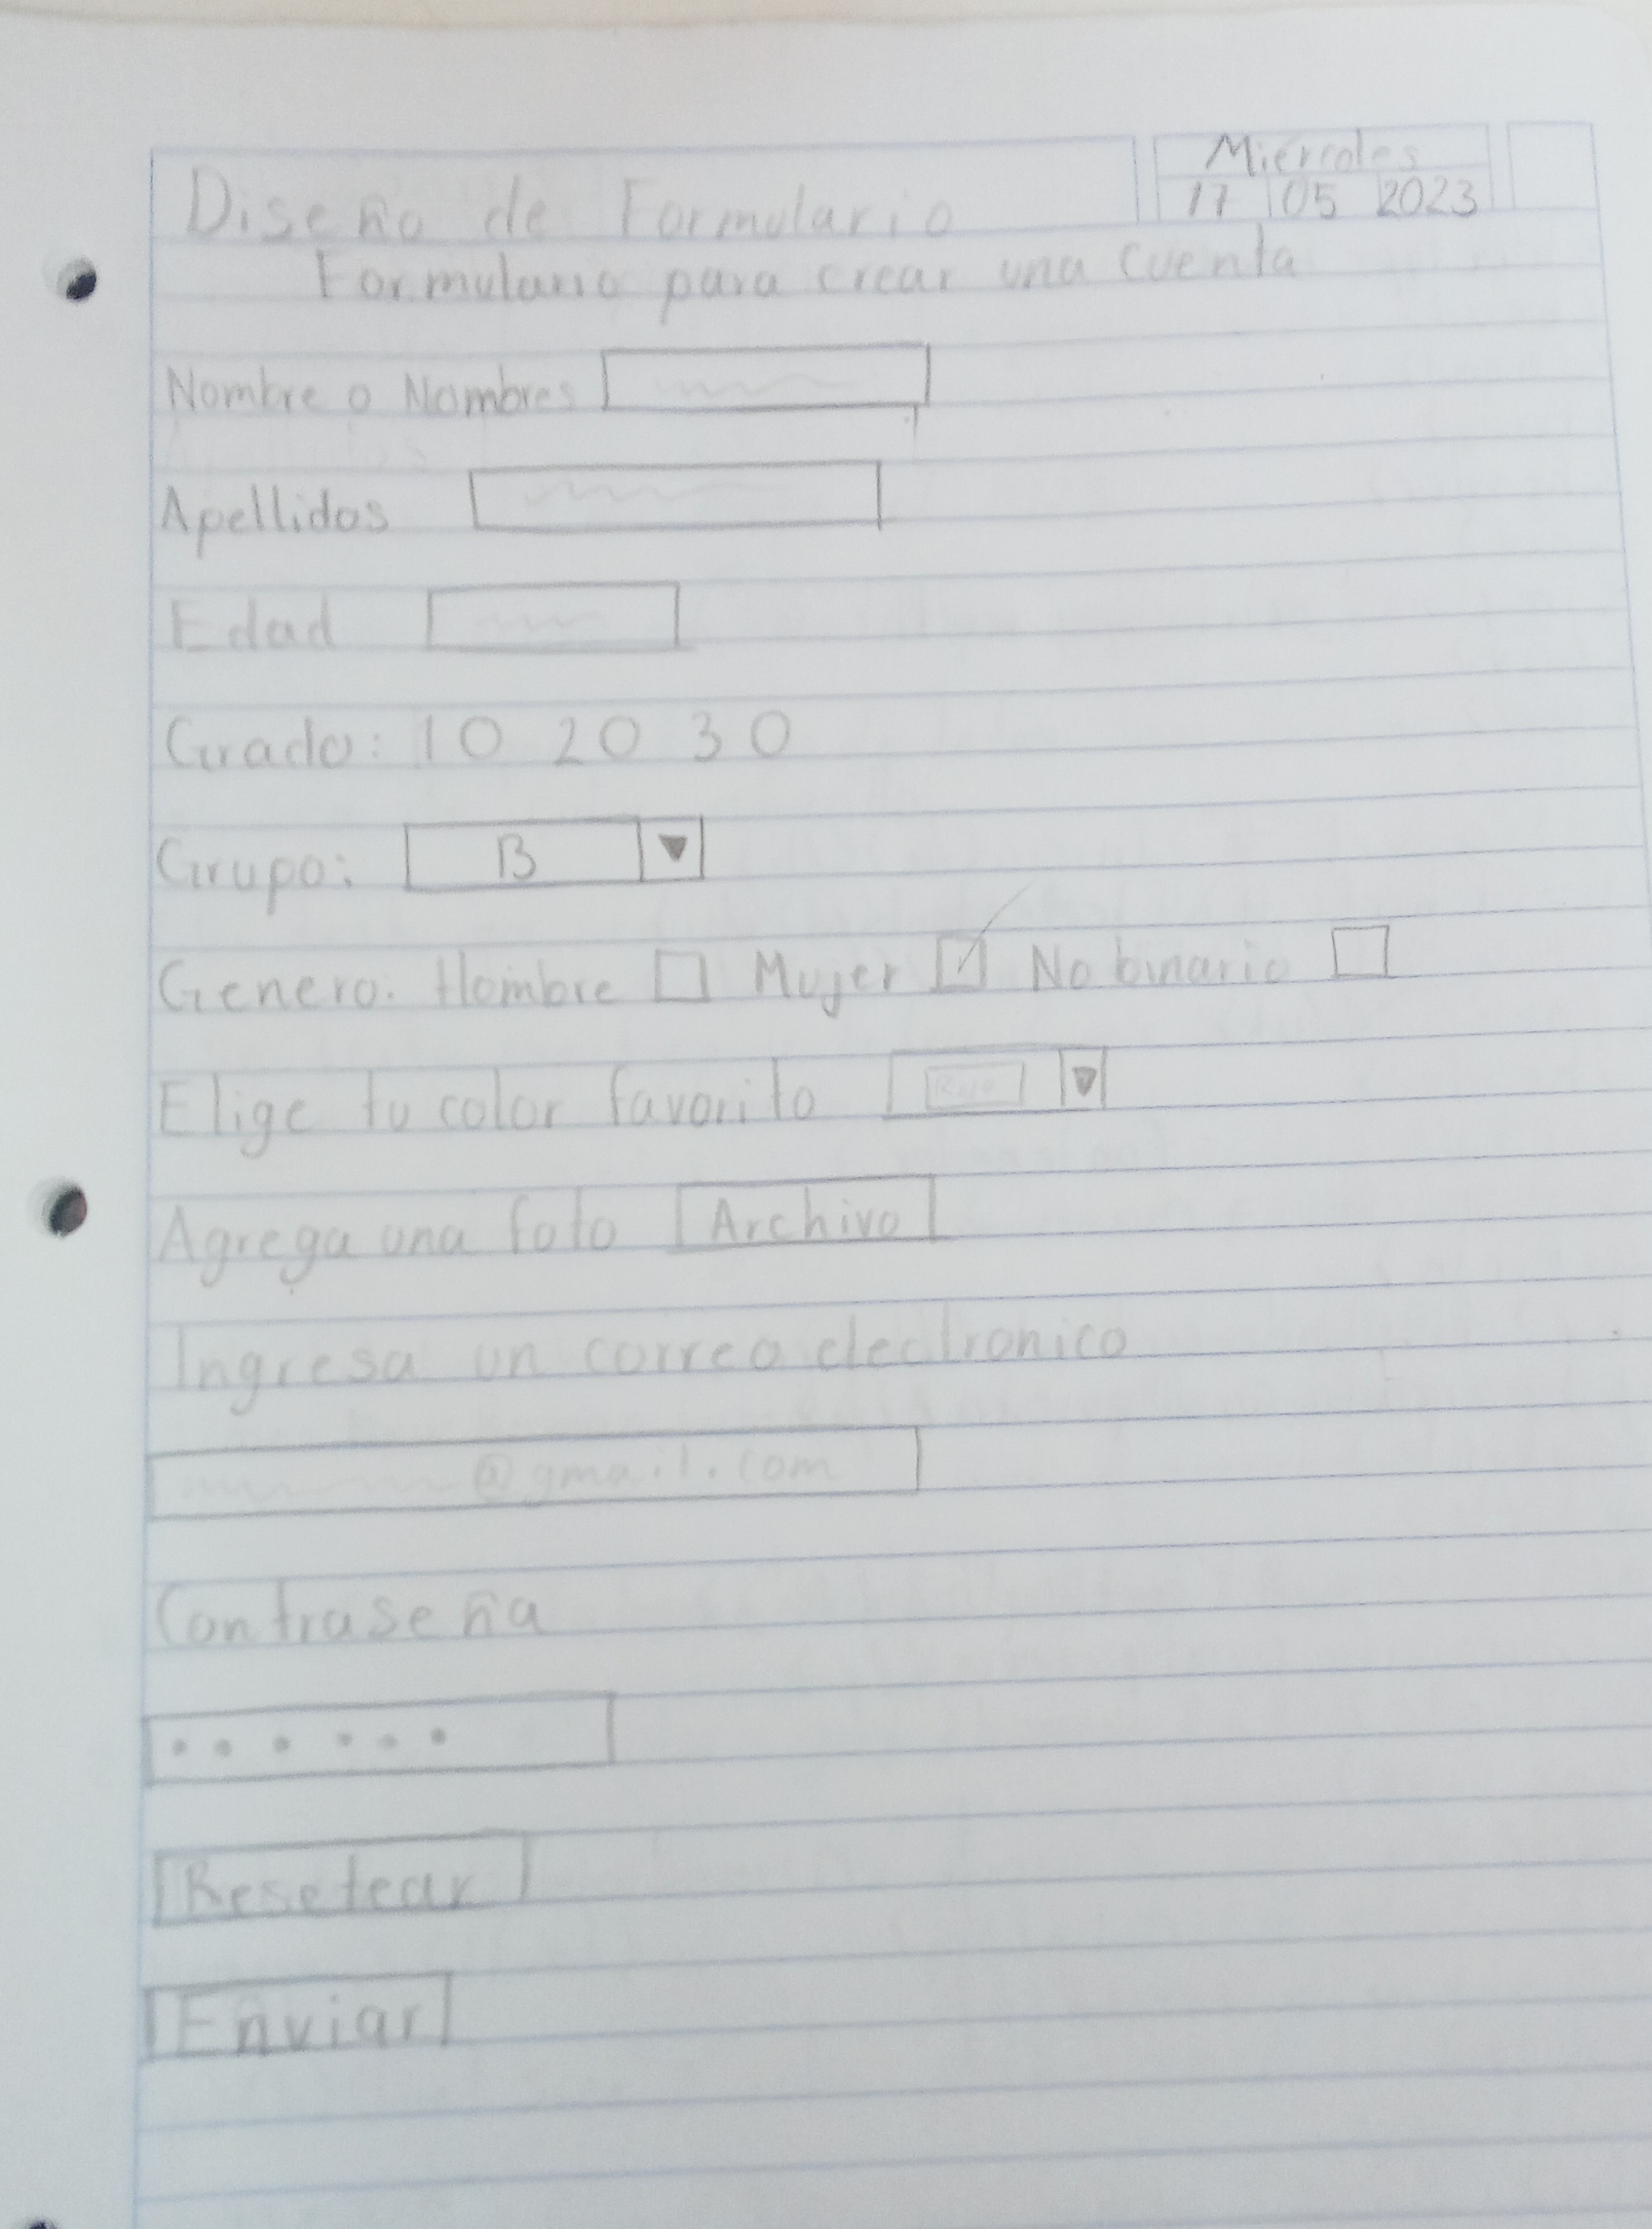 Miércoles
Diseño de Formulario 17 05 2023
Formulario para crear una cuenta
Nombre o Nombres
Apellidos
Edad
Grado: 1 O 2 O 3 O
Grupo: B ▼
Genero: Hombre Mujer No binario
Elige tu color favorito Rojo
Agrega una foto Archivo
Ingresa un correo electronico
@gmail.com
Contraseña
••••••
Resetear
Enviar